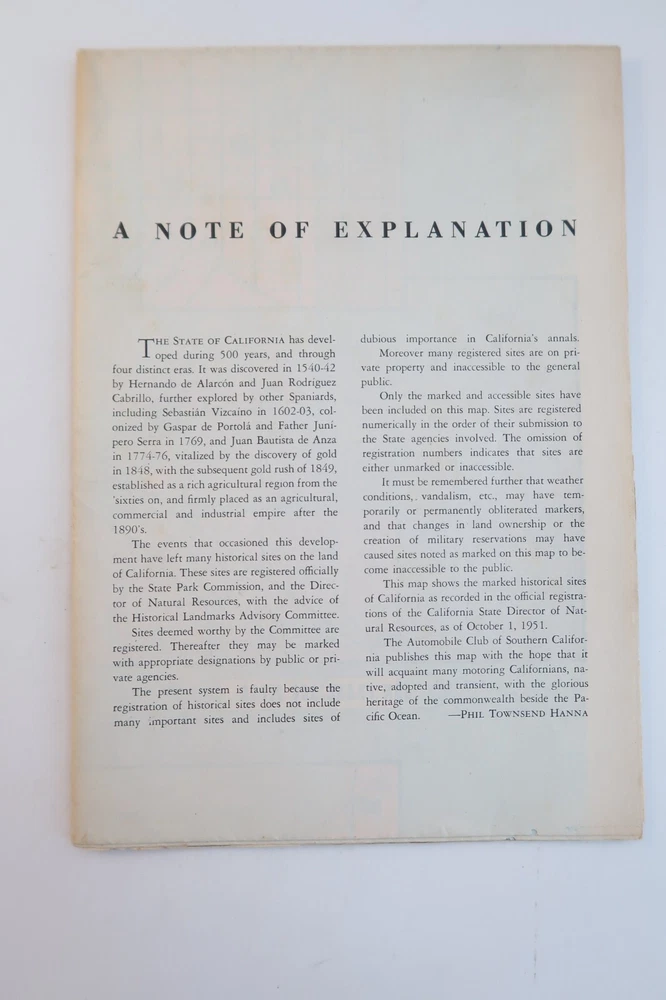 A NOTE OF EXPLANATION
THE STATE OF CALIFORNIA has devel-
oped during 500 years, and through
four distinct eras. It was discovered in 1540-42
by Hernando de Alarcón and Juan Rodríguez
Cabrillo, further explored by other Spaniards,
including Sebastián Vizcaíno in 1602-03, col-
onized by Gaspar de Portolá and Father Juní-
pero Serra in 1769, and Juan Bautista de Anza
in 1774-76, vitalized by the discovery of gold
in 1848, with the subsequent gold rush of 1849,
established as a rich agricultural region from the
'sixties on, and firmly placed as an agricultural,
commercial and industrial empire after the
1890's.
The events that occasioned this develop-
ment have left many historical sites on the land
of California. These sites are registered officially
by the State Park Commission, and the Direc-
tor of Natural Resources, with the advice of
the Historical Landmarks Advisory Committee.
Sites deemed worthy by the Committee are
registered. Thereafter they may be marked
with appropriate designations by public or pri-
vate agencies.
The present system is faulty because the
registration of historical sites does not include
many important sites and includes sites of
dubious importance in California's annals.
Moreover many registered sites are on pri-
vate property and inaccessible to the general
public.
Only the marked and accessible sites have
been included on this map. Sites are registered
numerically in the order of their submission to
the State agencies involved. The omission of
registration numbers indicates that sites are
either unmarked or inaccessible.
It must be remembered further that weather
conditions, vandalism, etc., may have tem-
porarily or permanently obliterated markers,
and that changes in land ownership or the
creation of military reservations may have
caused sites noted as marked on this map to be-
come inaccessible to the public.
This map shows the marked historical sites
of California as recorded in the official registra-
tions of the California State Director of Nat-
ural Resources, as of October 1, 1951.
The Automobile Club of Southern Califor-
nia publishes this map with the hope that it
will acquaint many motoring Californians, na-
tive, adopted and transient, with the glorious
heritage of the commonwealth beside the Pa-
cific Ocean. —PHIL TOWNSEND HANNA